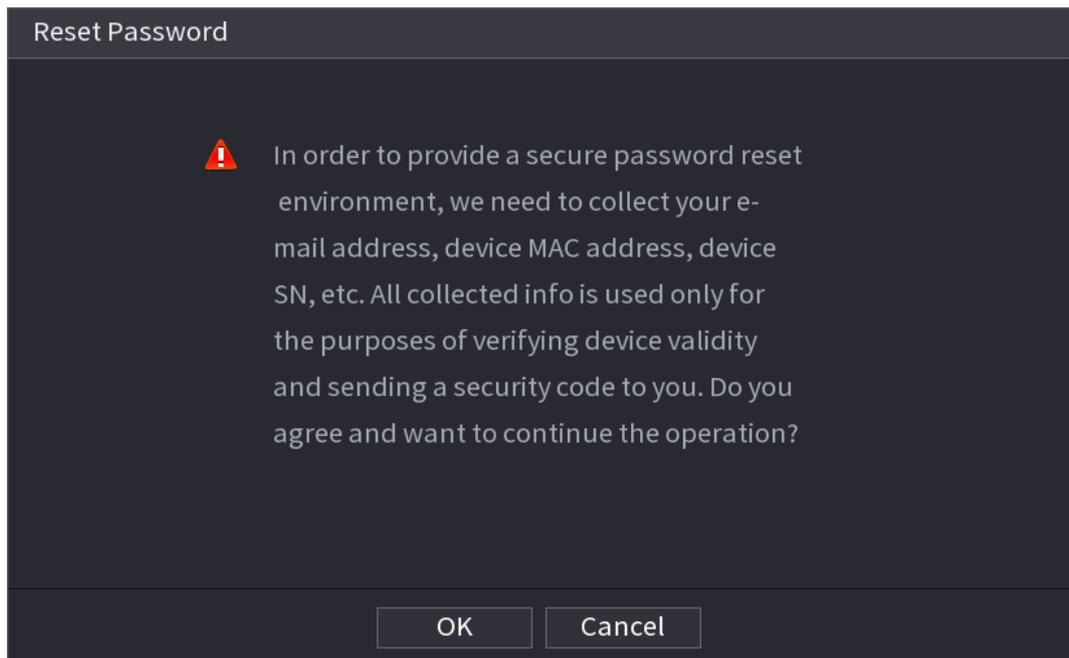 Reset Password
In order to provide a secure password reset
environment, we need to collect your e-
mail address, device MAC address, device
SN, etc. All collected info is used only for
the purposes of verifying device validity
and sending a security code to you. Do you
agree and want to continue the operation?
OK Cancel